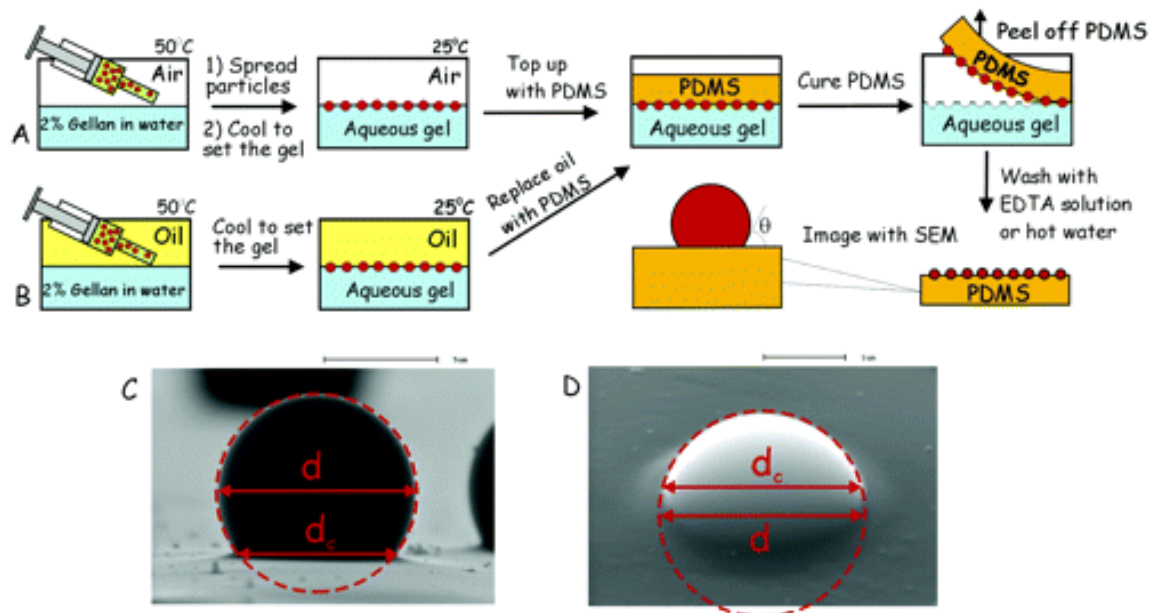 50°C
Air
2% Gellan in water
A
1) Spread
particles
2) Cool to
set the gel
25°C
Air
Aqueous gel
Top up
with PDMS
PDMS
Aqueous gel
Cure PDMS
Peel off PDMS
PDMS
Aqueous gel
50°C
Oil
2% Gellan in water
B
Cool to set
the gel
25°C
Oil
Aqueous gel
Replace oil
with PDMS
θ
Image with SEM
Wash with
EDTA solution
or hot water
PDMS
C
d
dc
D
dc
d